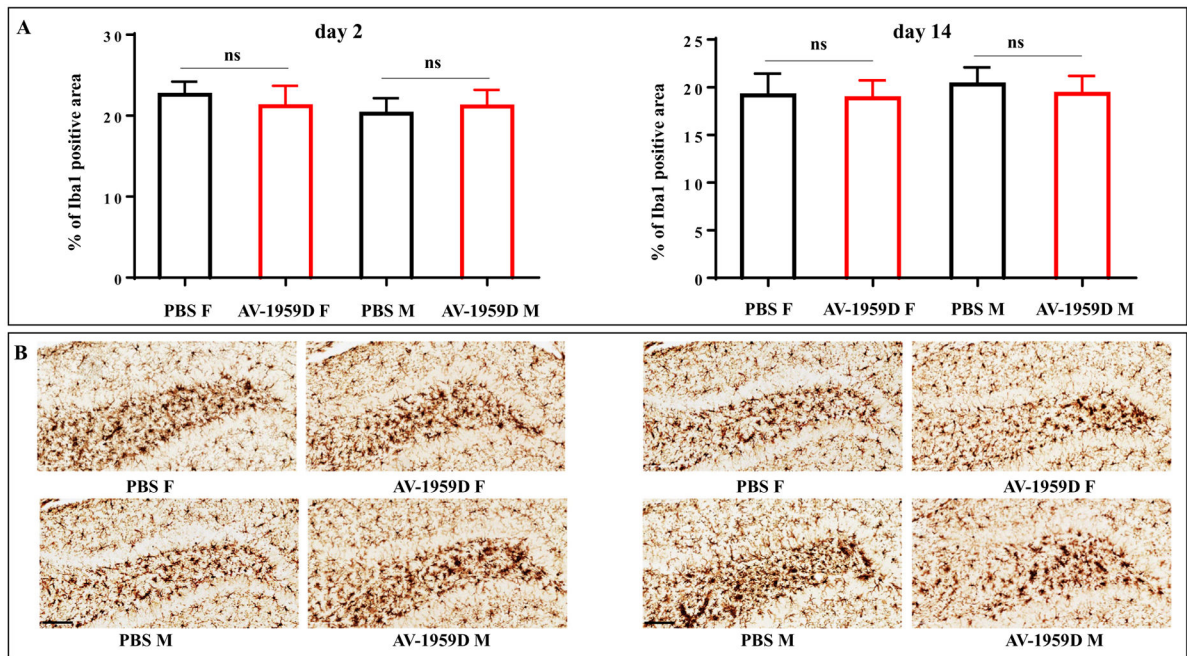 A
day 2
% of Iba1 positive area
30
20
10
0
ns
ns
PBS F
AV-1959D F
PBS M
AV-1959D M
day 14
% of Iba1 positive area
25
20
15
10
5
0
ns
ns
PBS F
AV-1959D F
PBS M
AV-1959D M
B
PBS F
AV-1959D F
PBS F
AV-1959D F
PBS M
AV-1959D M
PBS M
AV-1959D M